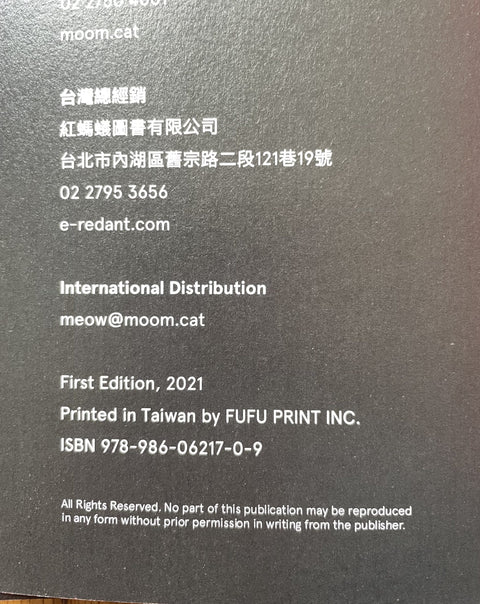 moom.cat
台灣總經銷
紅螞蟻圖書有限公司
台北市內湖區舊宗路二段121巷19號
02 2795 3656
e-redant.com
International Distribution
meow@moom.cat
First Edition, 2021
Printed in Taiwan by FUFU PRINT INC.
ISBN 978-986-06217-0-9
All Rights Reserved. No part of this publication may be reproduced
in any form without prior permission in writing from the publisher.